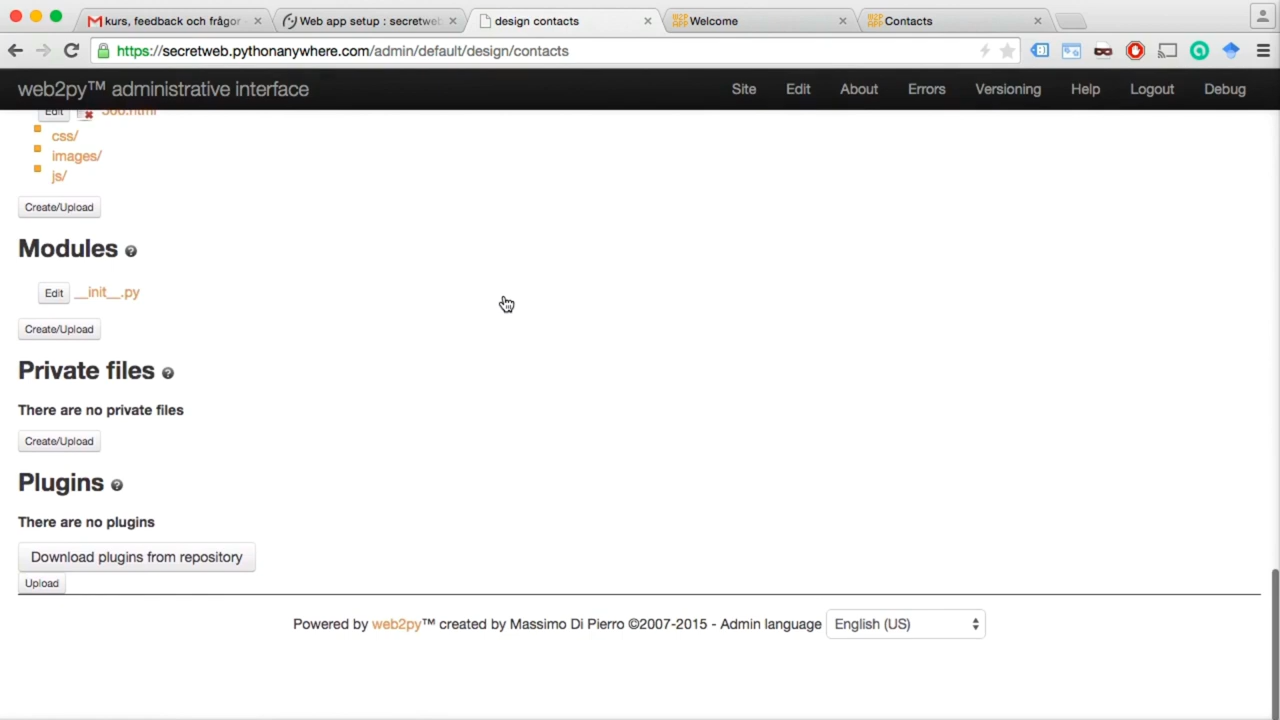 kurs, feedback och frågor
Web app setup : secretweb
design contacts
Welcome
Contacts
https://secretweb.pythonanywhere.com/admin/default/design/contacts
web2py™ administrative interface
Site
Edit
About
Errors
Versioning
Help
Logout
Debug
Edit
500.html
css/
images/
js/
Create/Upload
Modules
Edit
__init__.py
Create/Upload
Private files
There are no private files
Create/Upload
Plugins
There are no plugins
Download plugins from repository
Upload
Powered by web2py™ created by Massimo Di Pierro ©2007-2015 - Admin language English (US)